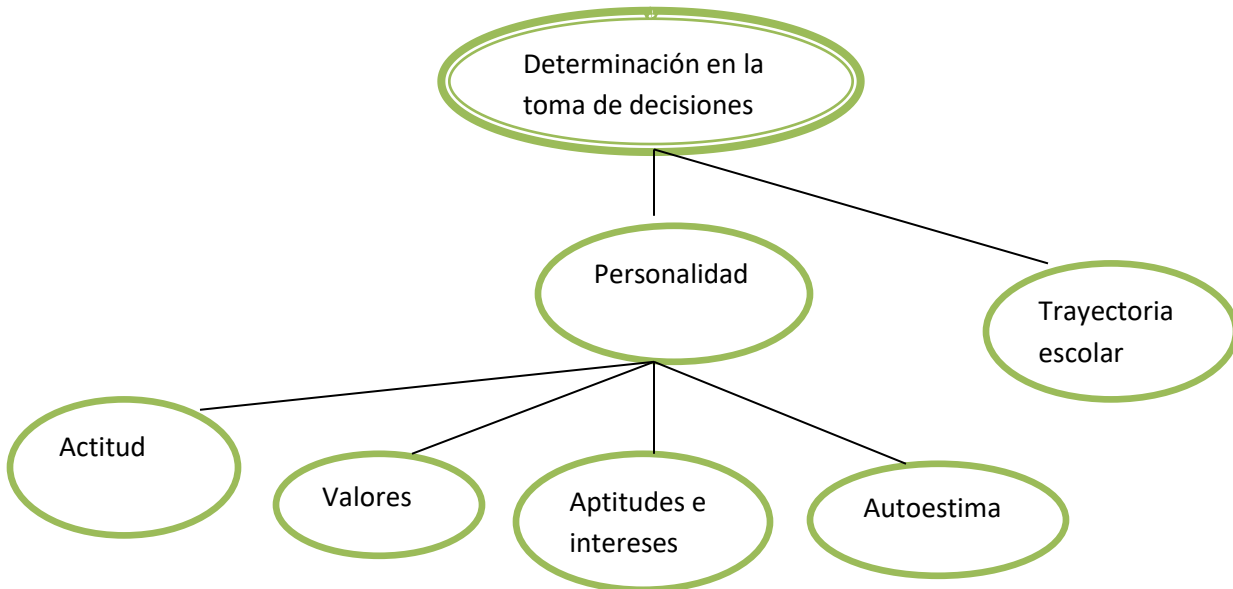 Determinación en la
toma de decisiones
Personalidad
Trayectoria
escolar
Actitud
Valores
Aptitudes e
intereses
Autoestima